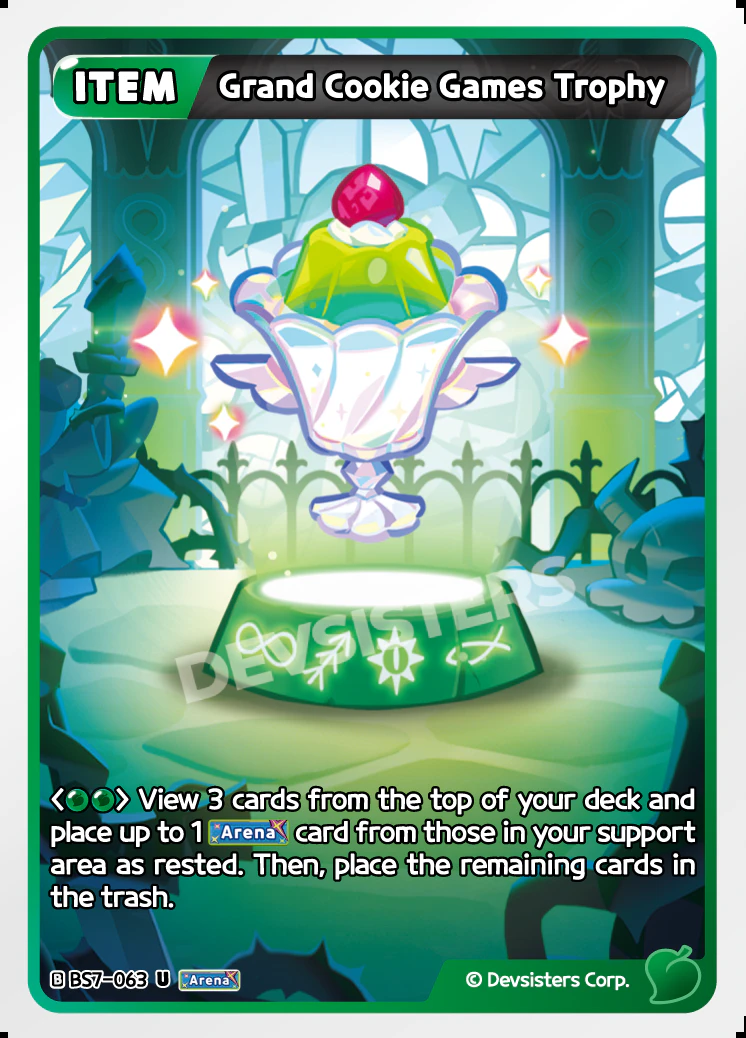 ITEM Grand Cookie Games Trophy
DEVSISTERS
< > View 3 cards from the top of your deck and
place up to 1 Arena card from those in your support
area as rested. Then, place the remaining cards in
the trash.
B BS7-063 U Arena © Devsisters Corp.